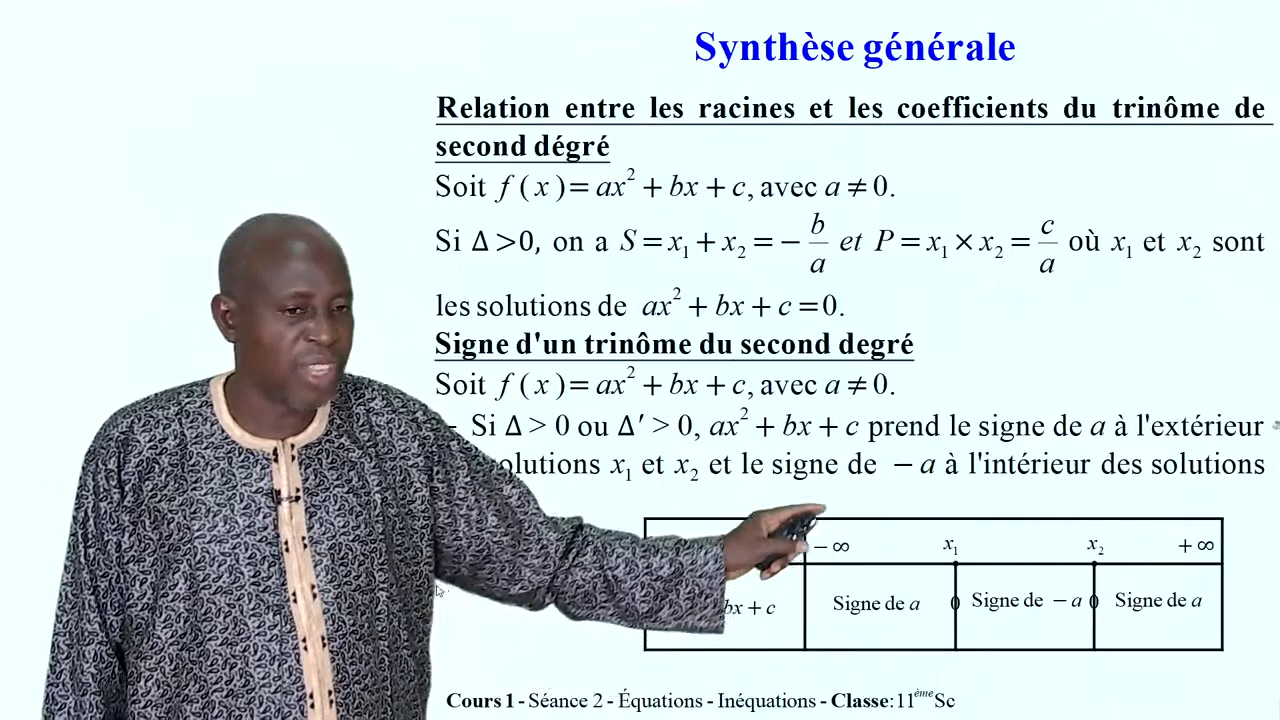 Synthèse générale
Relation entre les racines et les coefficients du trinôme de
second dégré
Soit f(x)=ax²+bx+c, avec a≠0.
Si Δ>0, on a S=x₁+x₂=−b/a et P=x₁×x₂=c/a où x₁ et x₂ sont
les solutions de ax²+bx+c=0.
Signe d'un trinôme du second degré
Soit f(x)=ax²+bx+c, avec a≠0.
- Si Δ>0 ou Δ′>0, ax²+bx+c prend le signe de a à l'extérieur
x₁ et x₂ et le signe de −a à l'intérieur des solutions
−∞ x₁ x₂ +∞
bx+c Signe de a 0 Signe de −a 0 Signe de a
Cours 1 - Séance 2 - Équations - Inéquations - Classe: 11èmeSc